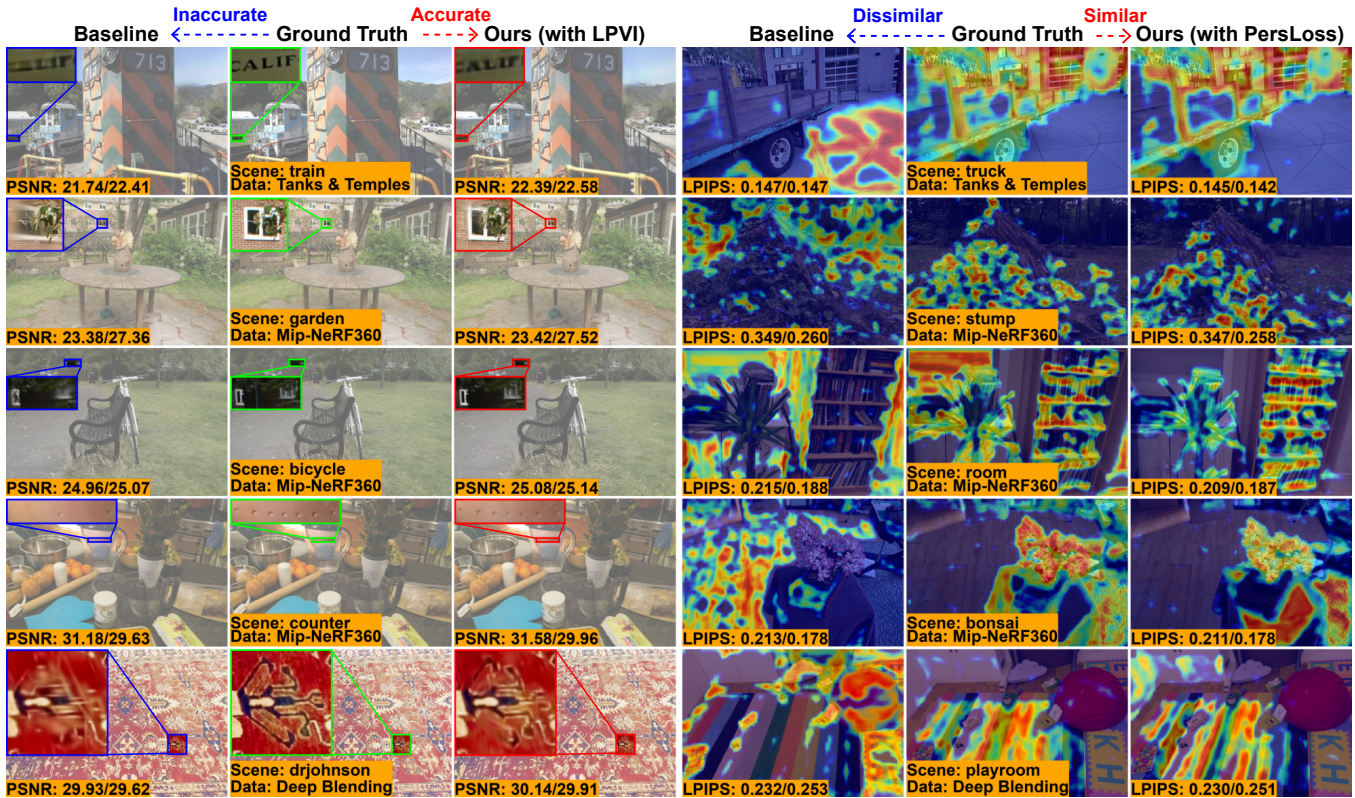 Inaccurate
Accurate
Baseline
Ground Truth
Ours (with LPVI)
Dissimilar
Similar
Baseline
Ground Truth
Ours (with PersLoss)
713
CALIF
713
713
PSNR: 21.74/22.41
Scene: train
Data: Tanks & Temples
PSNR: 22.39/22.58
LPIPS: 0.147/0.147
Scene: truck
Data: Tanks & Temples
LPIPS: 0.145/0.142
PSNR: 23.38/27.36
Scene: garden
Data: Mip-NeRF360
PSNR: 23.42/27.52
LPIPS: 0.349/0.260
Scene: stump
Data: Mip-NeRF360
LPIPS: 0.347/0.258
PSNR: 24.96/25.07
Scene: bicycle
Data: Mip-NeRF360
PSNR: 25.08/25.14
LPIPS: 0.215/0.188
Scene: room
Data: Mip-NeRF360
LPIPS: 0.209/0.187
PSNR: 31.18/29.63
Scene: counter
Data: Mip-NeRF360
PSNR: 31.58/29.96
LPIPS: 0.213/0.178
Scene: bonsai
Data: Mip-NeRF360
LPIPS: 0.211/0.178
PSNR: 29.93/29.62
Scene: drjohnson
Data: Deep Blending
PSNR: 30.14/29.91
LPIPS: 0.232/0.253
Scene: playroom
Data: Deep Blending
K H
LPIPS: 0.230/0.251
K H